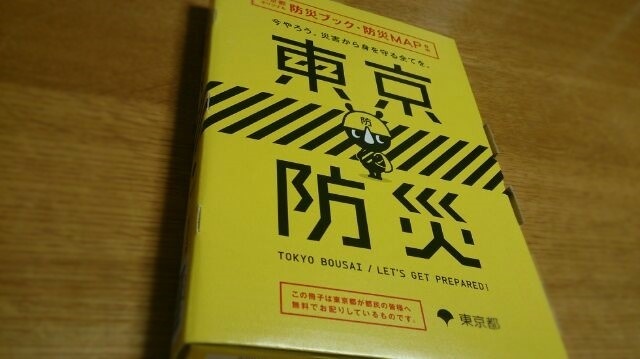 防災ブック・防災MAP
今やろう。災害から身を守る全てを。
東京
防
防災
TOKYO BOUSAI / LET'S GET PREPARED!
この冊子は東京都が都民の皆様へ
無料でお配りしているものです。
東京都